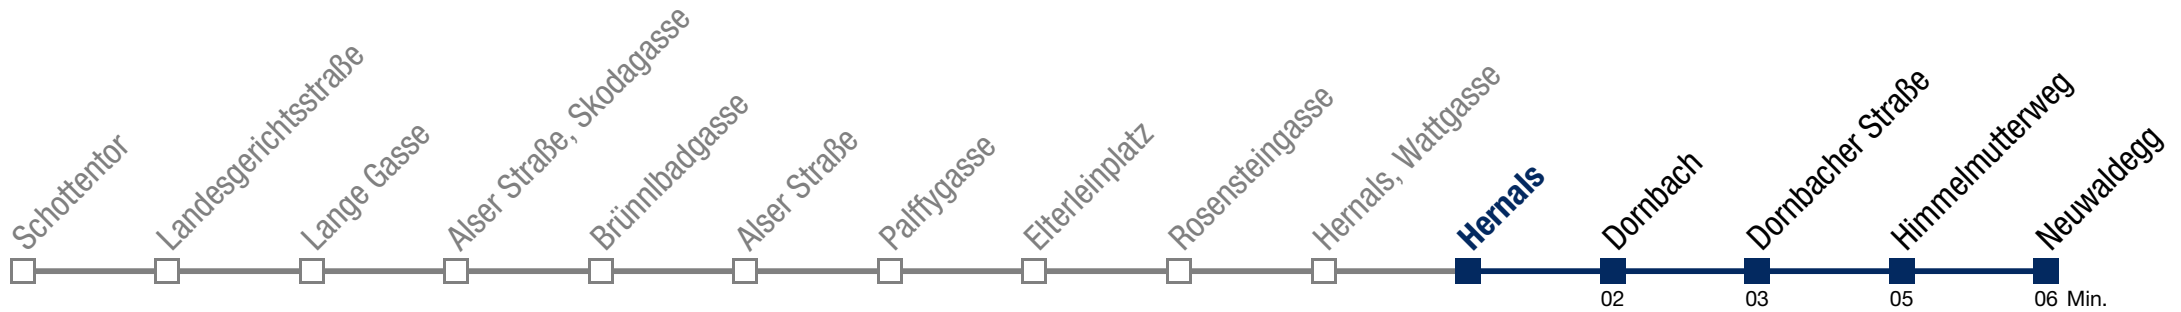 Schottentor
Landesgerichtsstraße
Lange Gasse
Alser Straße, Skodagasse
Brünnlbadgasse
Alser Straße
Palffygasse
Elterleinplatz
Rosensteingasse
Hernals, Wattgasse
Hernals
Dornbach
Dornbacher Straße
Himmelmutterweg
Neuwaldegg
02 03 05 06 Min.